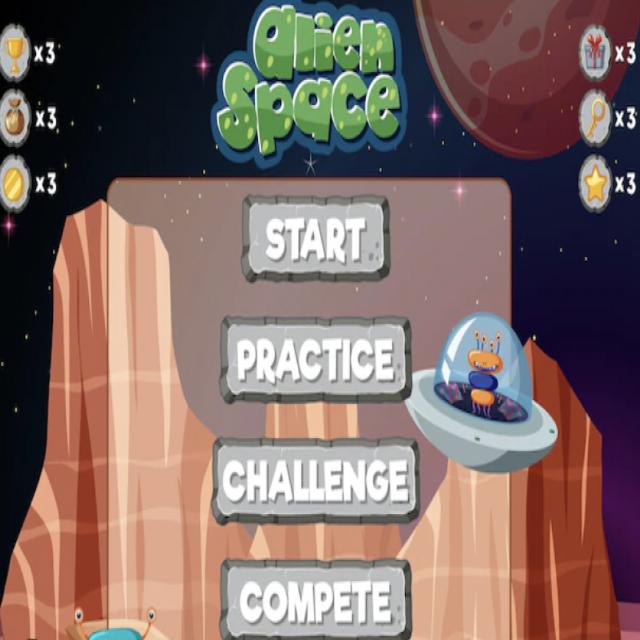 alien
Space
x3
x3
x3
x3
x3
x3
START
PRACTICE
CHALLENGE
COMPETE